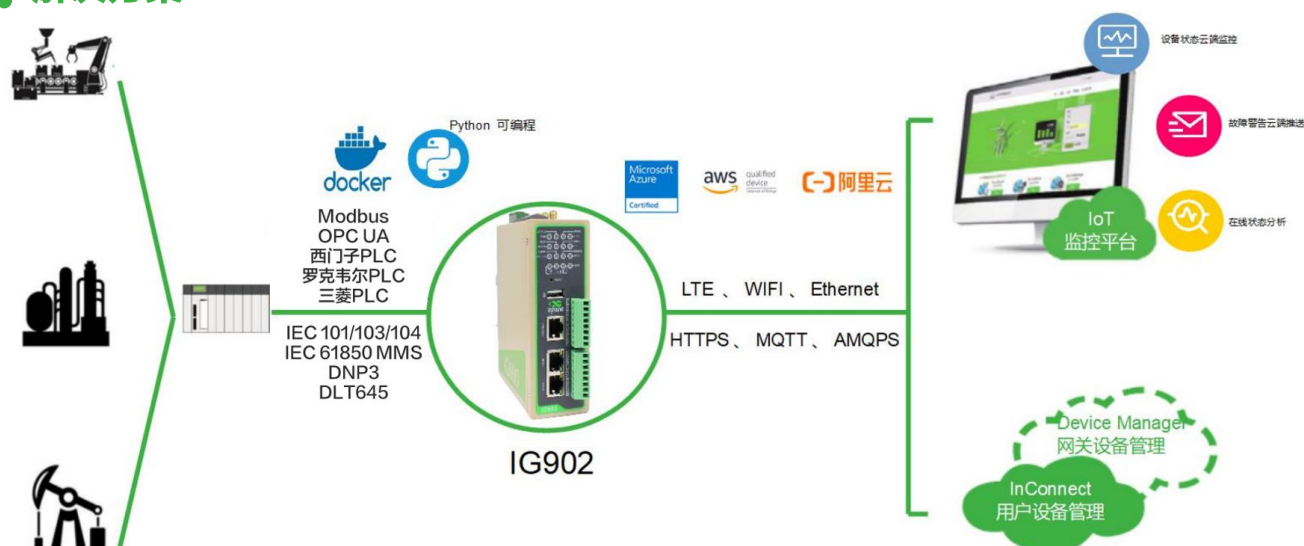 解决方案
docker
Python 可编程
Modbus
OPC UA
西门子PLC
罗克韦尔PLC
三菱PLC
IEC 101/103/104
IEC 61850 MMS
DNP3
DLT645
IG902
Microsoft
Azure
Certified
aws
qualified
device
阿里云
LTE 、 WIFI 、 Ethernet
HTTPS 、 MQTT 、 AMQPS
设备状态云端监控
故障警告云端推送
在线状态分析
IoT
监控平台
Device Manager
网关设备管理
InConnect
用户设备管理